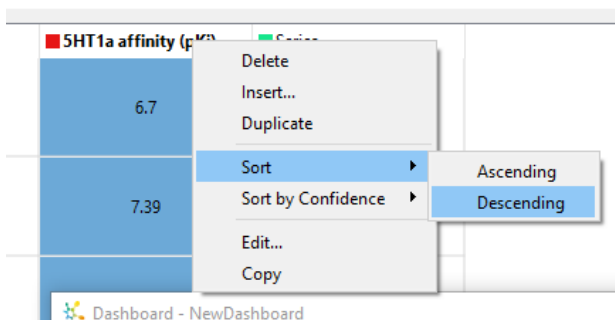 5HT1a affinity (pKi)
Series
Delete
Insert...
6.7
Duplicate
Sort
Ascending
7.39
Sort by Confidence
Descending
Edit...
Copy
Dashboard - NewDashboard